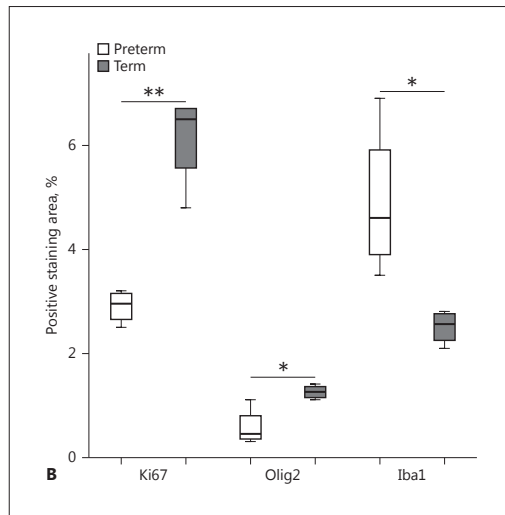 Preterm
Term
**
*
*
Positive staining area, %
6
4
2
0
B
Ki67
Olig2
Iba1